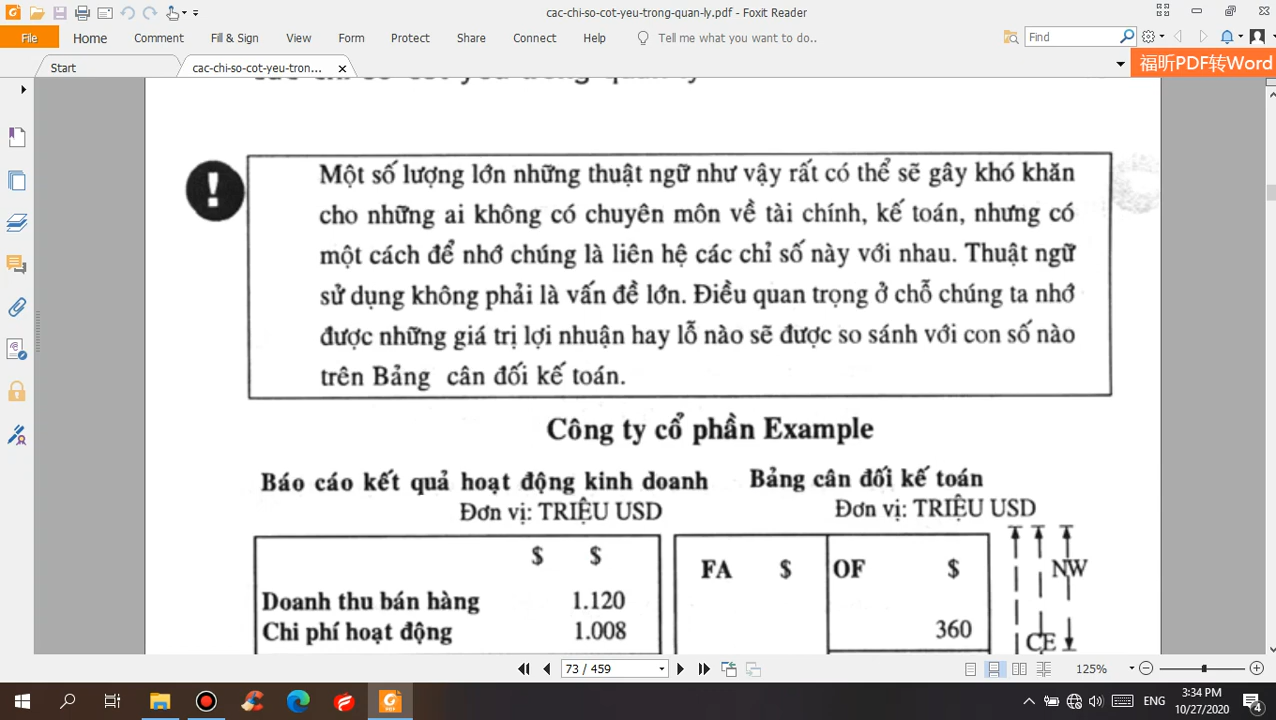 cac-chi-so-cot-yeu-trong-quan-ly.pdf - Foxit Reader
File Home Comment Fill & Sign View Form Protect Share Connect Help Tell me what you want to do.. Find
Start cac-chi-so-cot-yeu-tron... 福昕PDF转Word
Một số lượng lớn những thuật ngữ như vậy rất có thể sẽ gây khó khăn
cho những ai không có chuyên môn về tài chính, kế toán, nhưng có
một cách để nhớ chúng là liên hệ các chỉ số này với nhau. Thuật ngữ
sử dụng không phải là vấn đề lớn. Điều quan trọng ở chỗ chúng ta nhớ
được những giá trị lợi nhuận hay lỗ nào sẽ được so sánh với con số nào
trên Bảng cân đối kế toán.
Công ty cổ phần Example
Báo cáo kết quả hoạt động kinh doanh Bảng cân đối kế toán
Đơn vị: TRIỆU USD Đơn vị: TRIỆU USD
$ $
FA $ OF $ NW
Doanh thu bán hàng 1.120
Chi phí hoạt động 1.008 360
CE
73 / 459 125%
ENG 3:34 PM
10/27/2020 4